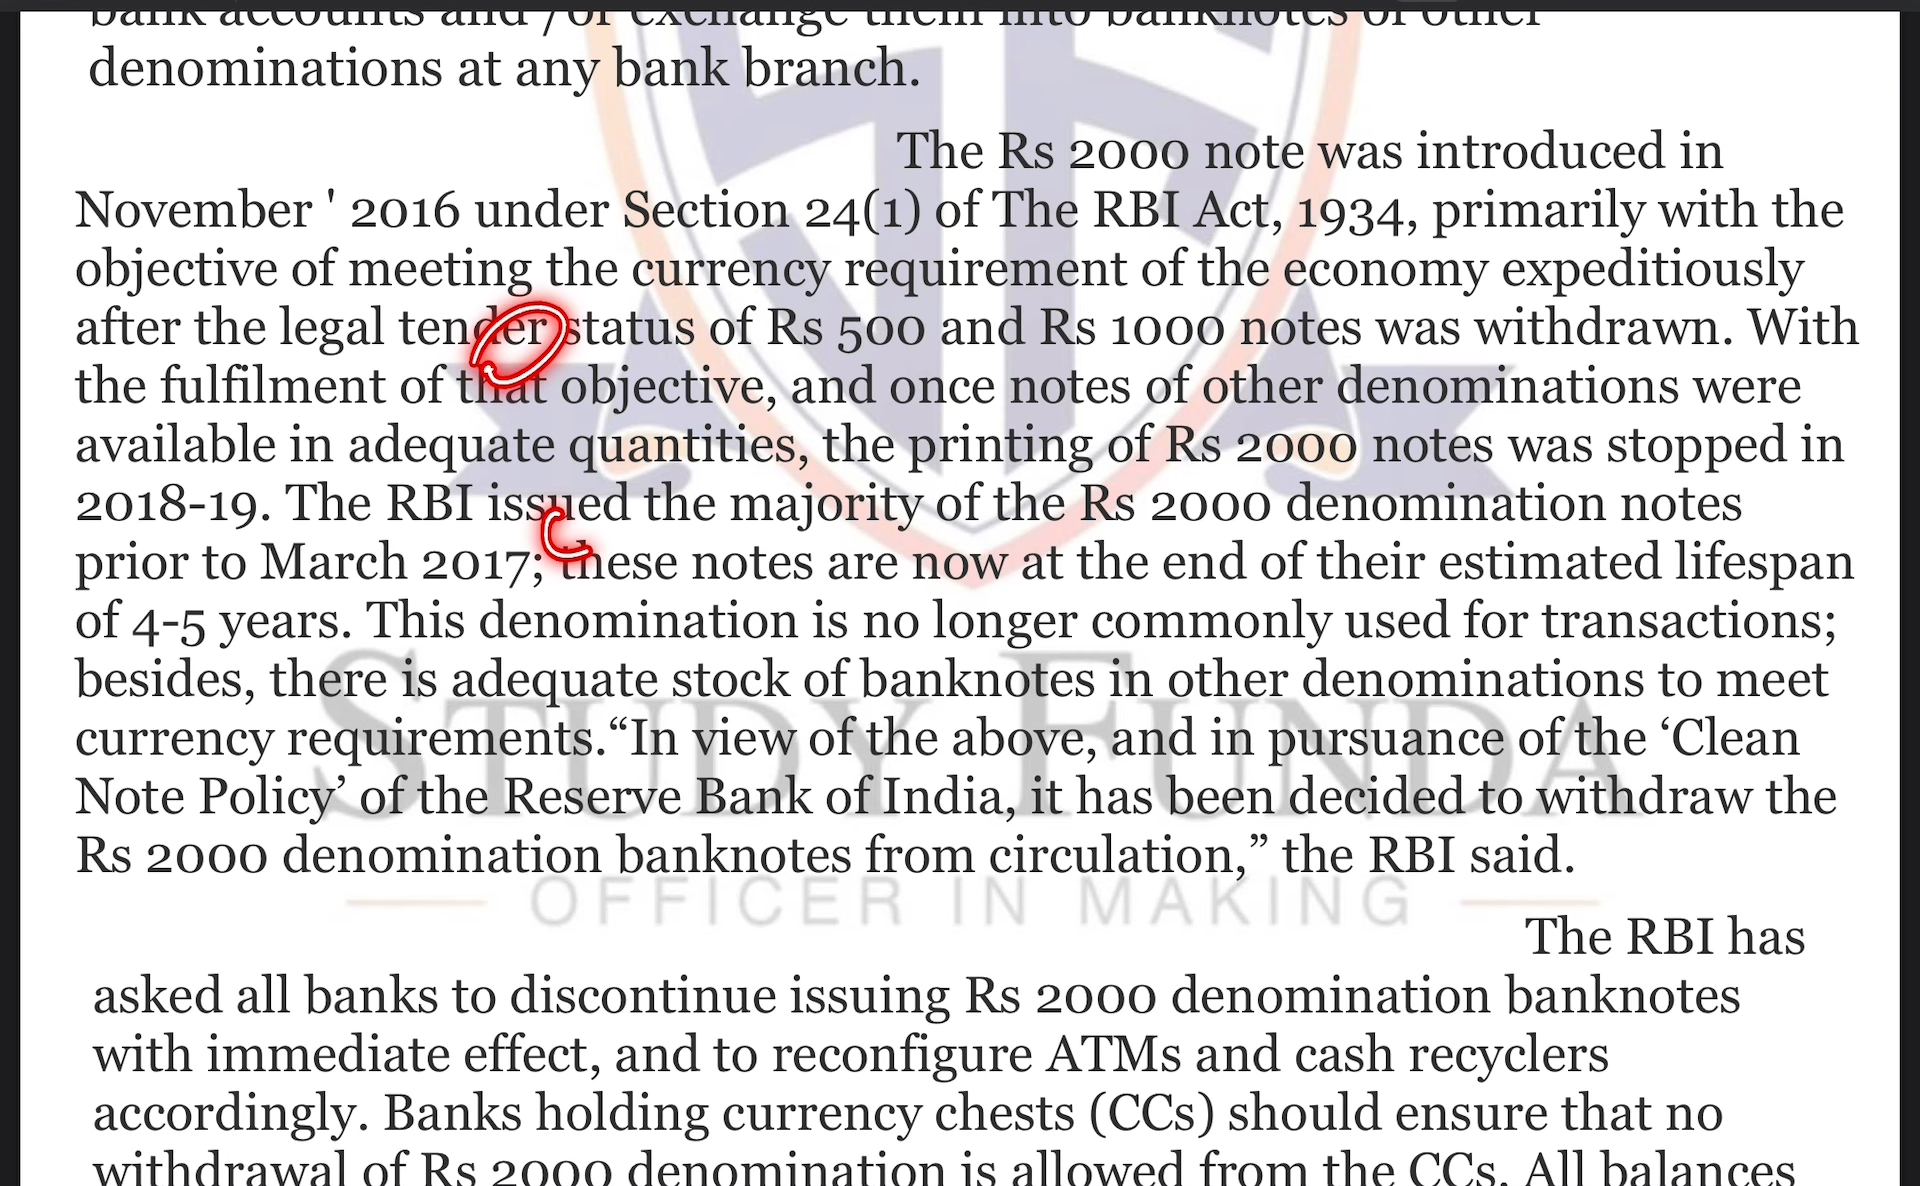 bank accounts and /or exchange them into banknotes of other
denominations at any bank branch.
The Rs 2000 note was introduced in
November ' 2016 under Section 24(1) of The RBI Act, 1934, primarily with the
objective of meeting the currency requirement of the economy expeditiously
after the legal tender status of Rs 500 and Rs 1000 notes was withdrawn. With
the fulfilment of that objective, and once notes of other denominations were
available in adequate quantities, the printing of Rs 2000 notes was stopped in
2018-19. The RBI issued the majority of the Rs 2000 denomination notes
prior to March 2017; these notes are now at the end of their estimated lifespan
of 4-5 years. This denomination is no longer commonly used for transactions;
besides, there is adequate stock of banknotes in other denominations to meet
currency requirements.“In view of the above, and in pursuance of the ‘Clean
Note Policy’ of the Reserve Bank of India, it has been decided to withdraw the
Rs 2000 denomination banknotes from circulation,” the RBI said.
STUDY FUNDA
OFFICER IN MAKING
The RBI has
asked all banks to discontinue issuing Rs 2000 denomination banknotes
with immediate effect, and to reconfigure ATMs and cash recyclers
accordingly. Banks holding currency chests (CCs) should ensure that no
withdrawal of Rs 2000 denomination is allowed from the CCs. All balances